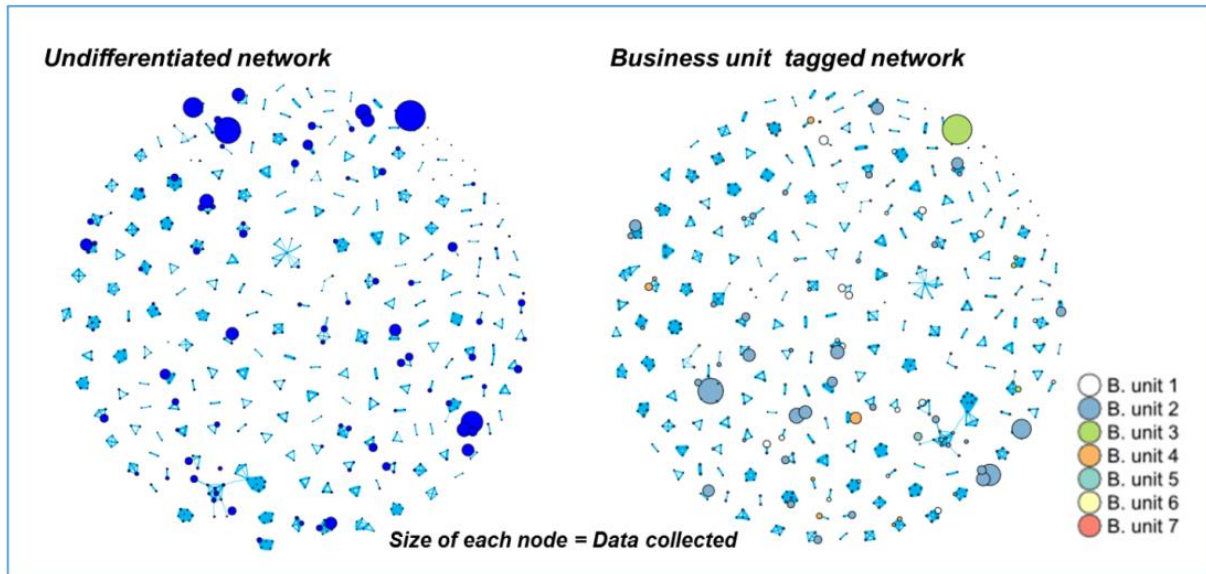 Undifferentiated network
Business unit tagged network
B. unit 1
B. unit 2
B. unit 3
B. unit 4
B. unit 5
B. unit 6
B. unit 7
Size of each node = Data collected